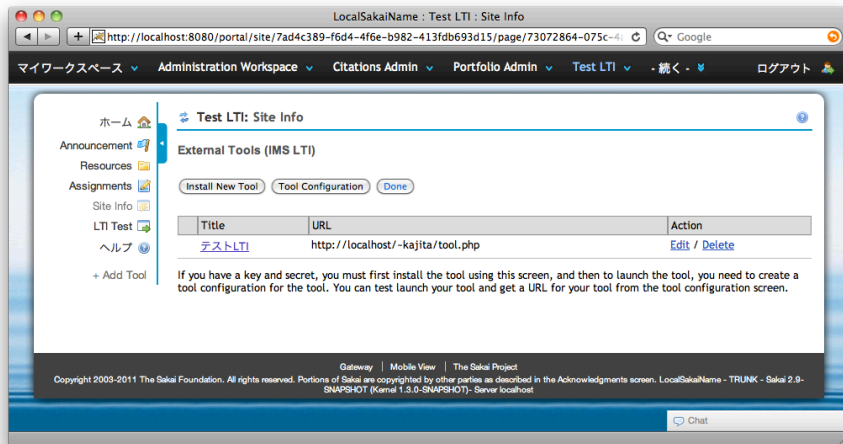 LocalSakaiName : Test LTI : Site Info
http://localhost:8080/portal/site/7ad4c389-f6d4-4f6e-b982-413fdb693d15/page/73072864-075c-4
Google
マイワークスペース Administration Workspace Citations Admin Portfolio Admin Test LTI - 続く - ログアウト
ホーム
Announcement
Resources
Assignments
Site Info
LTI Test
ヘルプ
+ Add Tool
Test LTI: Site Info
External Tools (IMS LTI)
Install New Tool Tool Configuration Done
Title URL Action
テストLTI http://localhost/~kajita/tool.php Edit / Delete
If you have a key and secret, you must first install the tool using this screen, and then to launch the tool, you need to create a
tool configuration for the tool. You can test launch your tool and get a URL for your tool from the tool configuration screen.
Gateway | Mobile View | The Sakai Project
Copyright 2003-2011 The Sakai Foundation. All rights reserved. Portions of Sakai are copyrighted by other parties as described in the Acknowledgments screen. LocalSakaiName - TRUNK - Sakai 2.9-
SNAPSHOT (Kernel 1.3.0-SNAPSHOT)- Server localhost
Chat